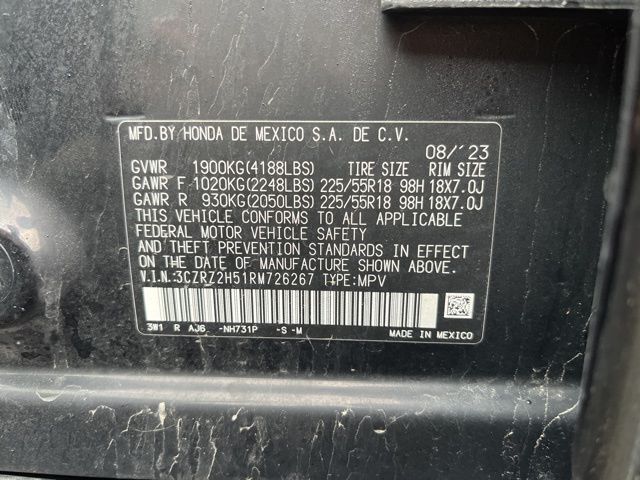 MFD.BY HONDA DE MEXICO S.A. DE C.V.
08/´23
GVWR 1900KG(4188LBS) TIRE SIZE RIM SIZE
GAWR F 1020KG(2248LBS) 225/55R18 98H 18X7.0J
GAWR R 930KG(2050LBS) 225/55R18 98H 18X7.0J
THIS VEHICLE CONFORMS TO ALL APPLICABLE
FEDERAL MOTOR VEHICLE SAFETY
AND THEFT PREVENTION STANDARDS IN EFFECT
ON THE DATE OF MANUFACTURE SHOWN ABOVE.
V.I.N.:3CZRZ2H51RM726267 TYPE:MPV
3W1 R AJ6 -NH731P -S -M MADE IN MEXICO